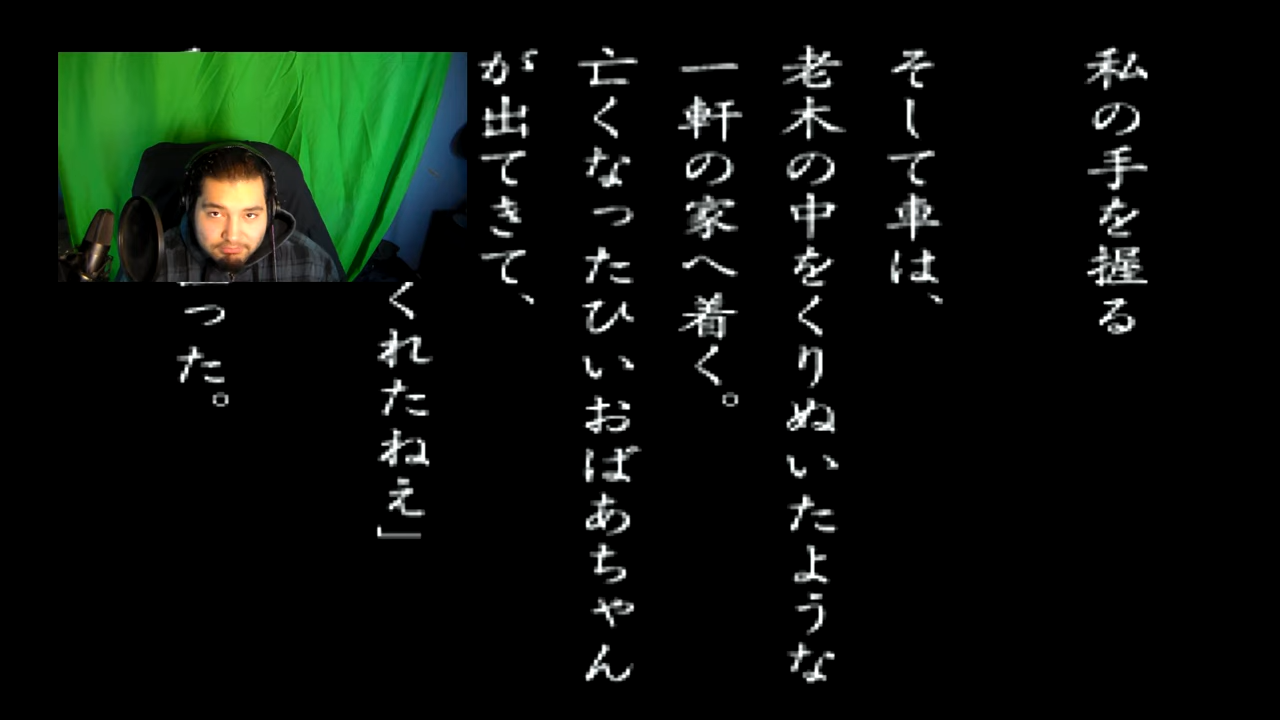 私の手を握る
そして車は、
老木の中をくりぬいたような
一軒の家へ着く。
亡くなったひいおばあちゃん
が出てきて、
くれたねえ」
った。